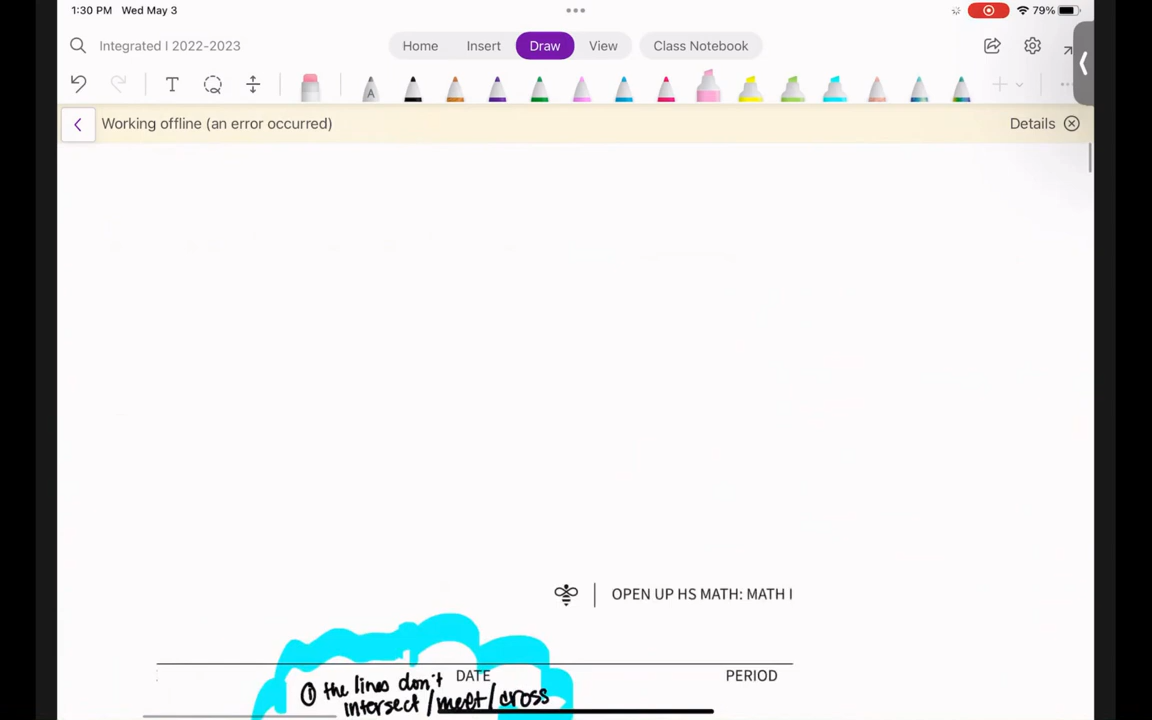 1:30 PM Wed May 3
79%
Integrated I 2022-2023
Home Insert Draw View Class Notebook
T
A
Working offline (an error occurred)
Details
OPEN UP HS MATH: MATH I
DATE
PERIOD
① the lines don't
intersect/meet/cross